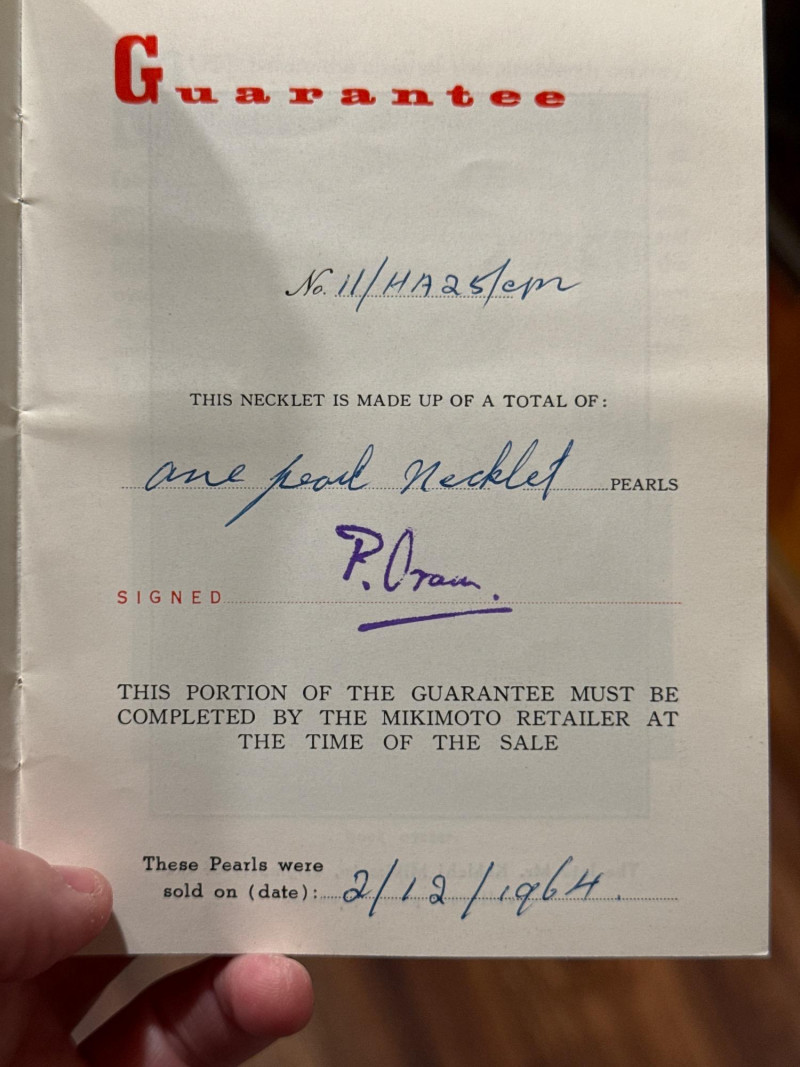 Guarantee
No. 11/HA25/cpm
THIS NECKLET IS MADE UP OF A TOTAL OF:
one pearl Necklet PEARLS
SIGNED P. Oram.
THIS PORTION OF THE GUARANTEE MUST BE
COMPLETED BY THE MIKIMOTO RETAILER AT
THE TIME OF THE SALE
These Pearls were
sold on (date): 2/12/1964.